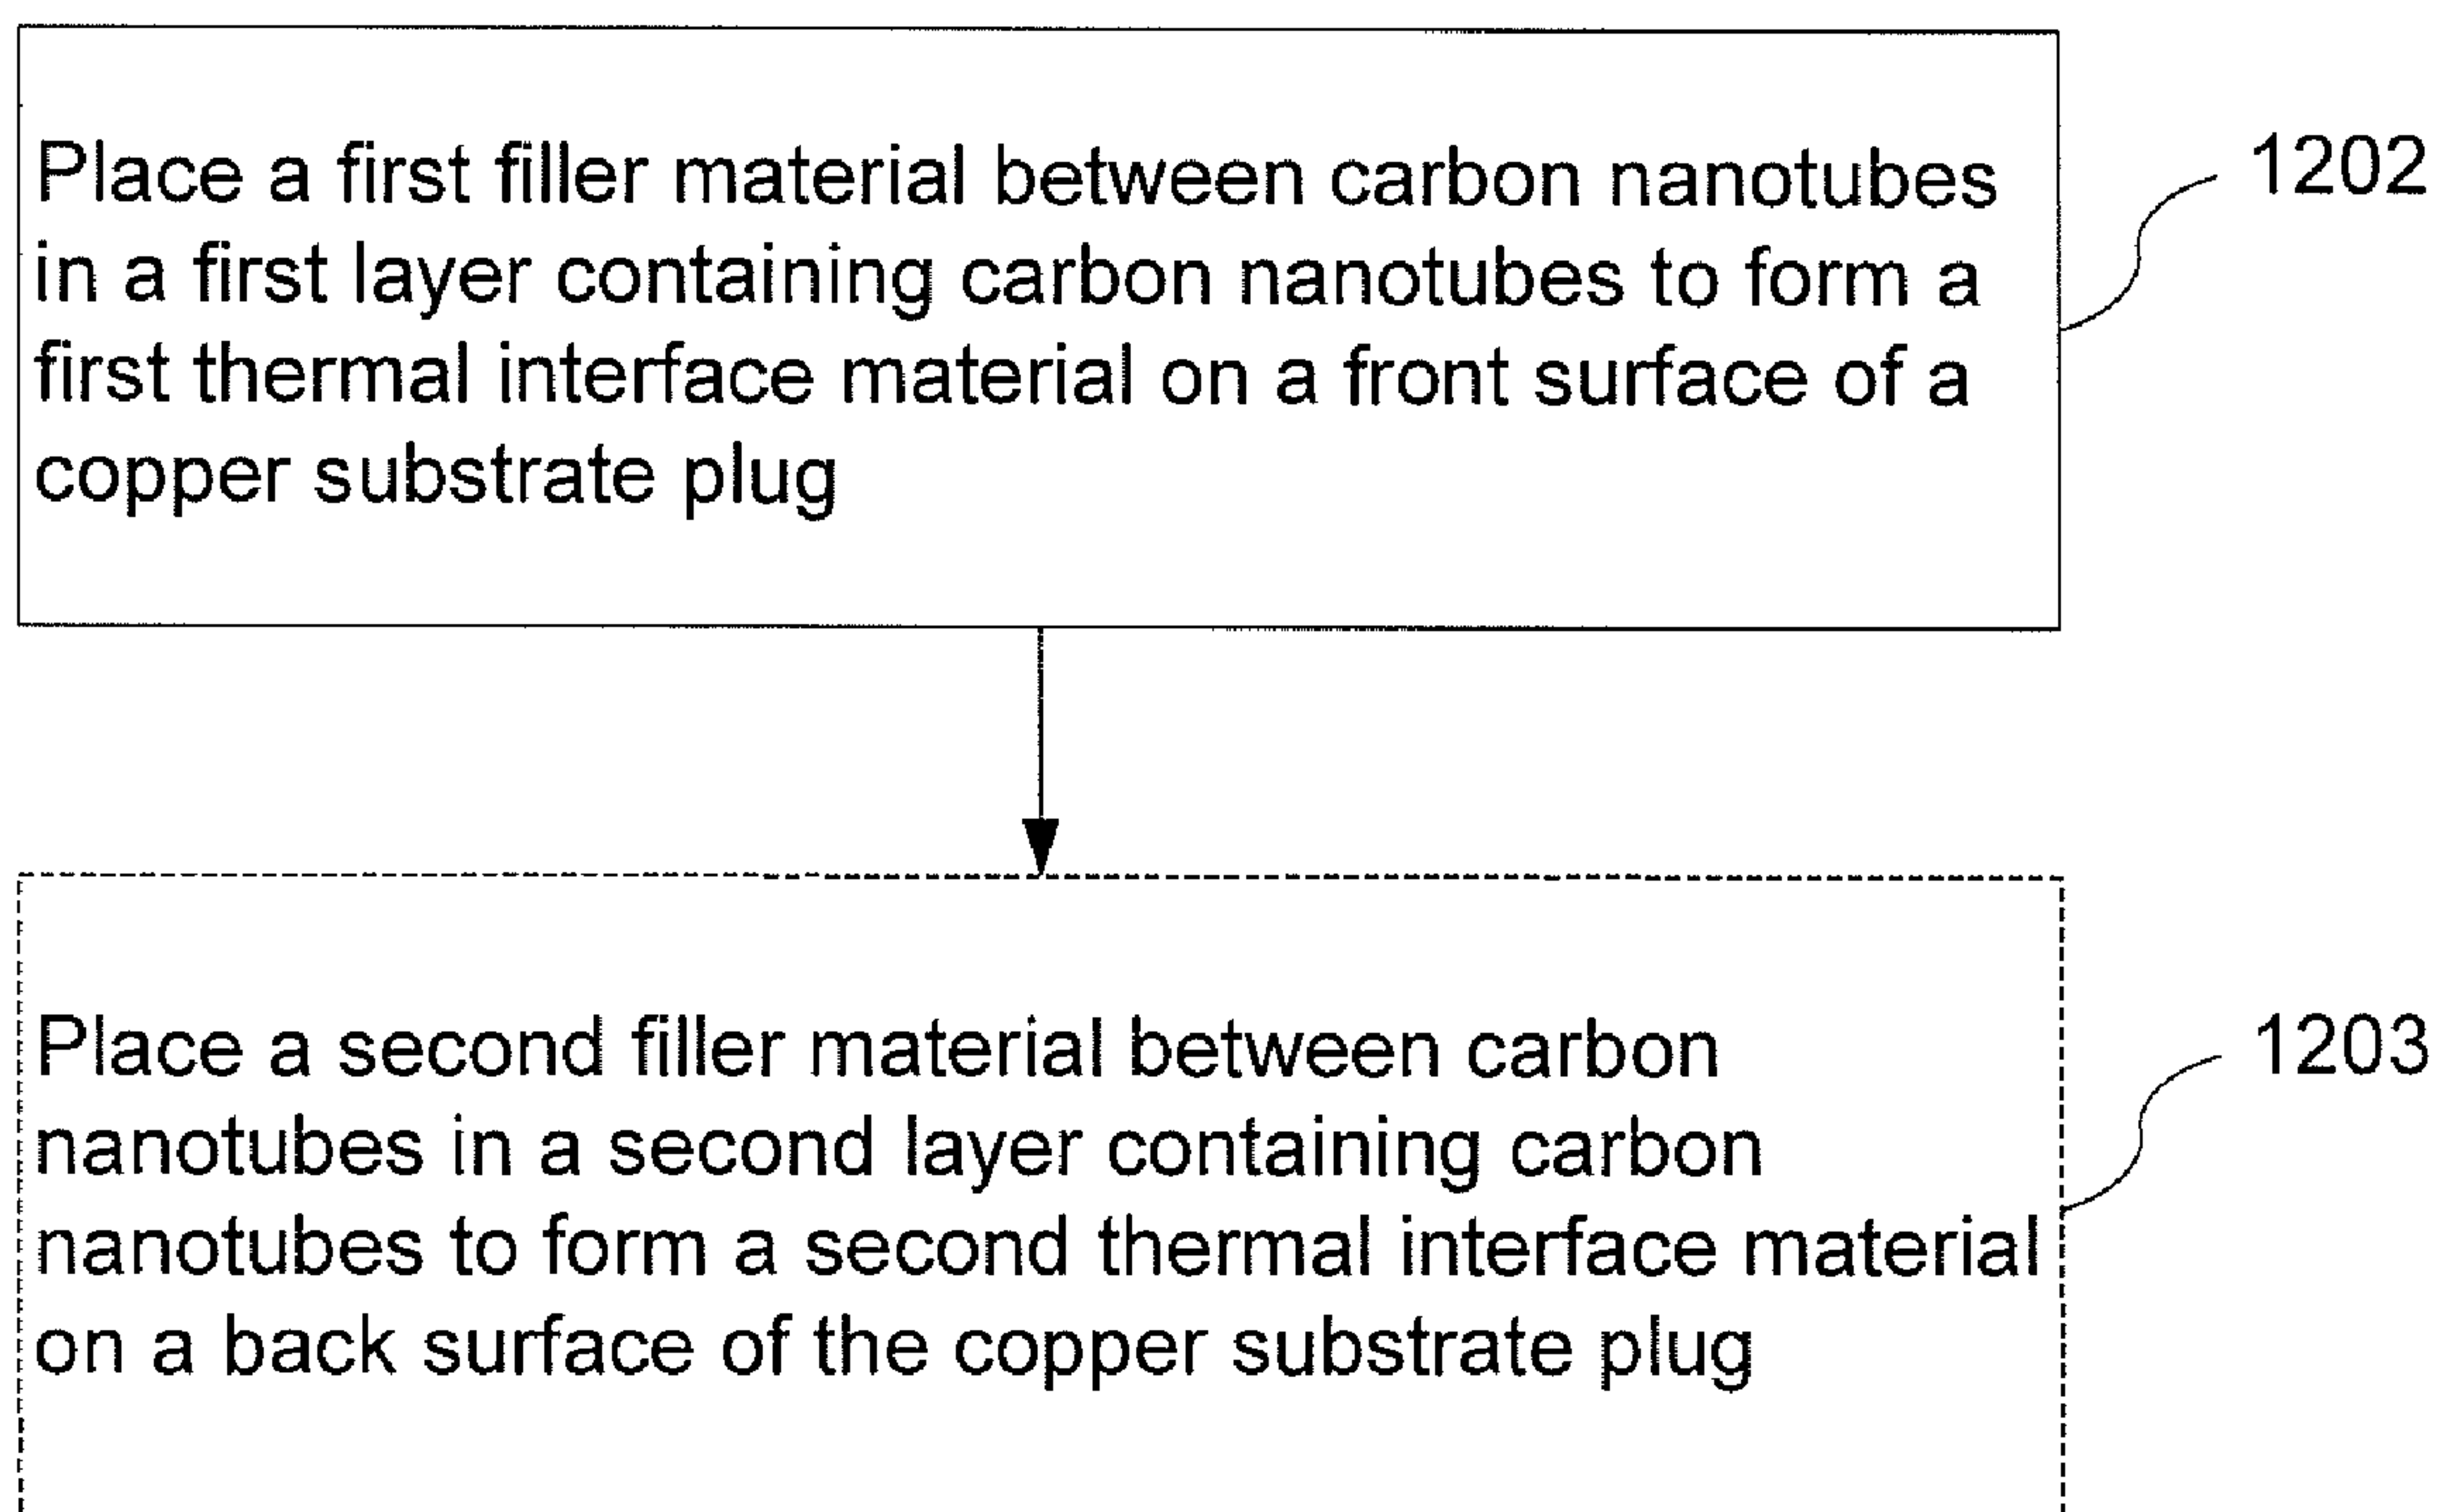 Place a first filler material between carbon nanotubes
in a first layer containing carbon nanotubes to form a
first thermal interface material on a front surface of a
copper substrate plug
1202
Place a second filler material between carbon
nanotubes in a second layer containing carbon
nanotubes to form a second thermal interface material
on a back surface of the copper substrate plug
1203